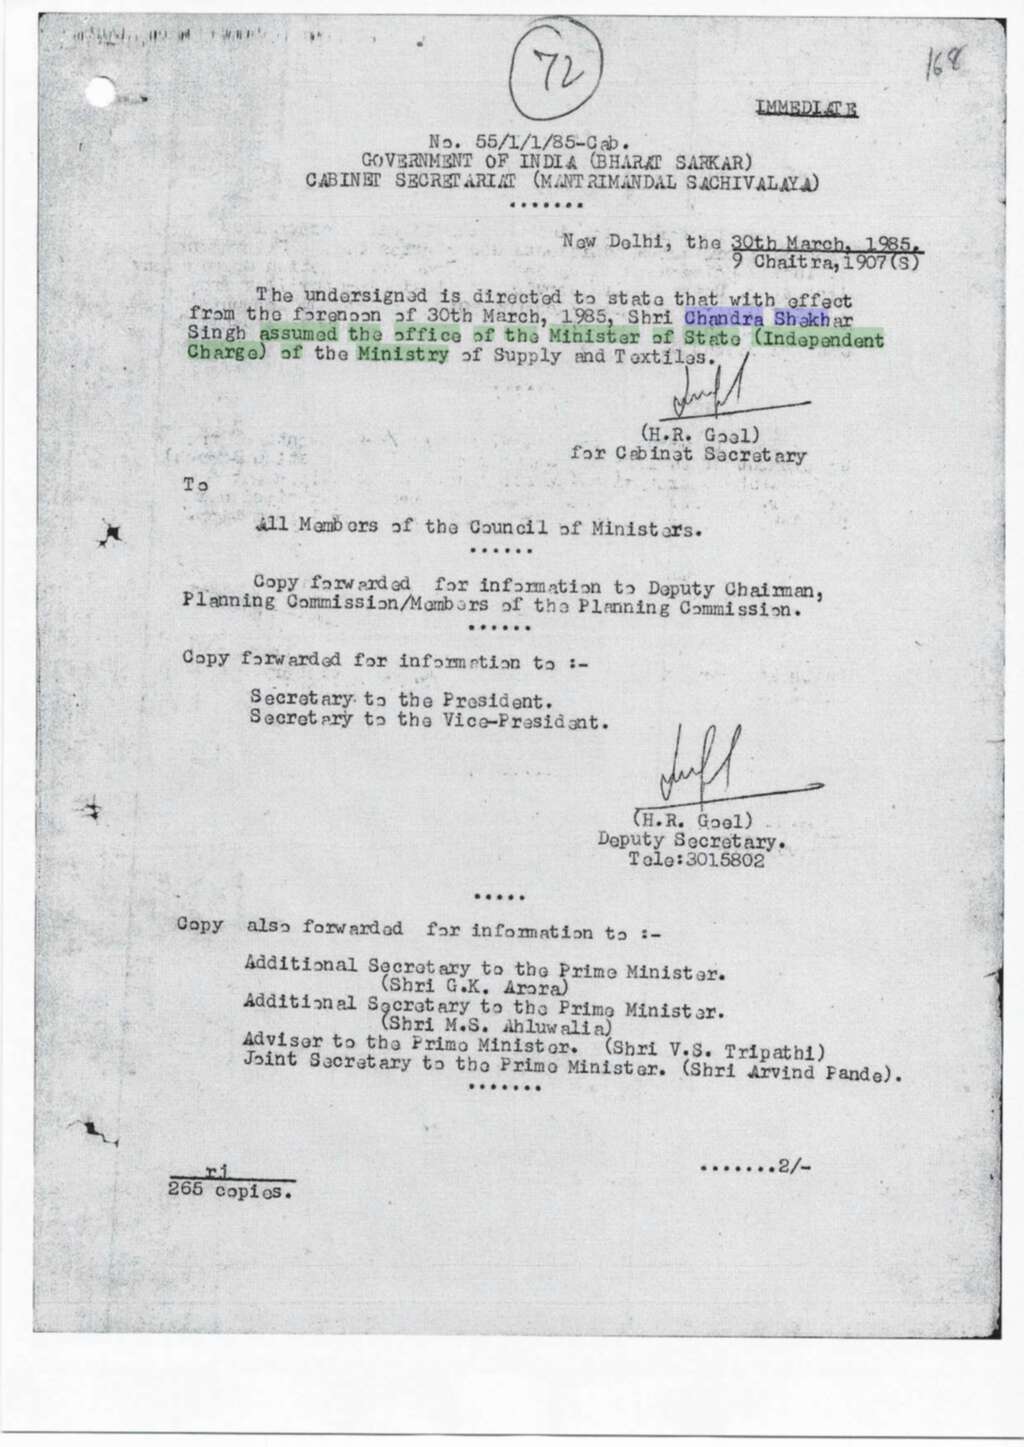 72
168
IMMEDIATE
No. 55/1/1/85-Cab.
GOVERNMENT OF INDIA (BHARAT SARKAR)
CABINET SECRETARIAT (MANTRIMANDAL SACHIVALAYA)
.......
New Delhi, the 30th March, 1985.
9 Chaitra, 1907(S)
The undersigned is directed to state that with effect
from the forenoon of 30th March, 1985, Shri Chandra Shekhar
Singh assumed the office of the Minister of State (Independent
Charge) of the Ministry of Supply and Textiles.
(H.R. Goel)
for Cabinet Secretary
To
All Members of the Council of Ministers.
......
Copy forwarded for information to Deputy Chairman,
Planning Commission/Members of the Planning Commission.
......
Copy forwarded for information to :-
Secretary to the President.
Secretary to the Vice-President.
(H.R. Goel)
Deputy Secretary.
Tele:3015802
.....
Copy also forwarded for information to :-
Additional Secretary to the Prime Minister.
(Shri G.K. Arora)
Additional Secretary to the Prime Minister.
(Shri M.S. Ahluwalia)
Adviser to the Prime Minister. (Shri V.S. Tripathi)
Joint Secretary to the Prime Minister. (Shri Arvind Pande).
.......
.......2/-
rj
265 copies.